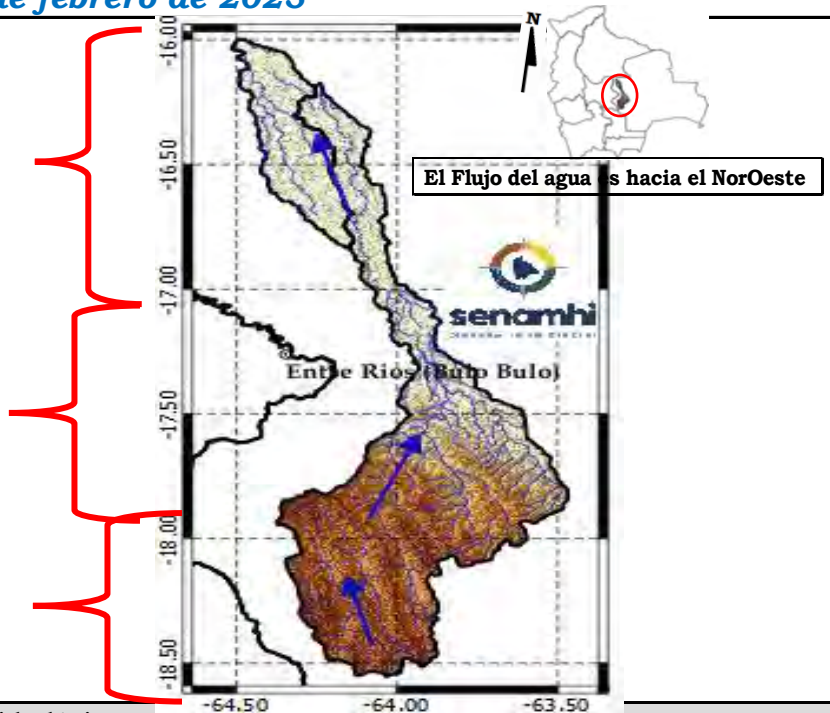 de febrero de 2025
N
El Flujo del agua es hacia el NorOeste
senamhi
Entre Rios (Bulo Bulo)
-16.00
-16.50
-17.00
-17.50
-18.00
-18.50
-64.50
-64.00
-63.50